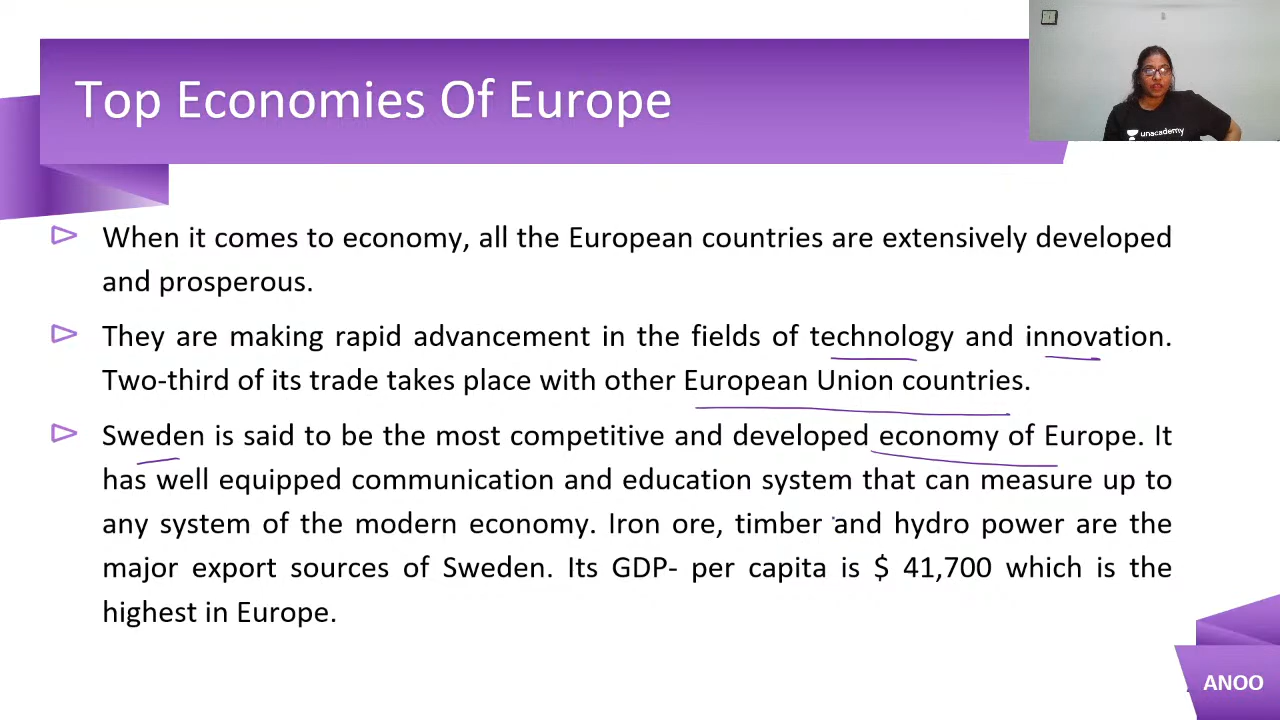 Top Economies Of Europe
unacademy
When it comes to economy, all the European countries are extensively developed
and prosperous.
They are making rapid advancement in the fields of technology and innovation.
Two-third of its trade takes place with other European Union countries.
Sweden is said to be the most competitive and developed economy of Europe. It
has well equipped communication and education system that can measure up to
any system of the modern economy. Iron ore, timber and hydro power are the
major export sources of Sweden. Its GDP- per capita is $ 41,700 which is the
highest in Europe.
ANOO